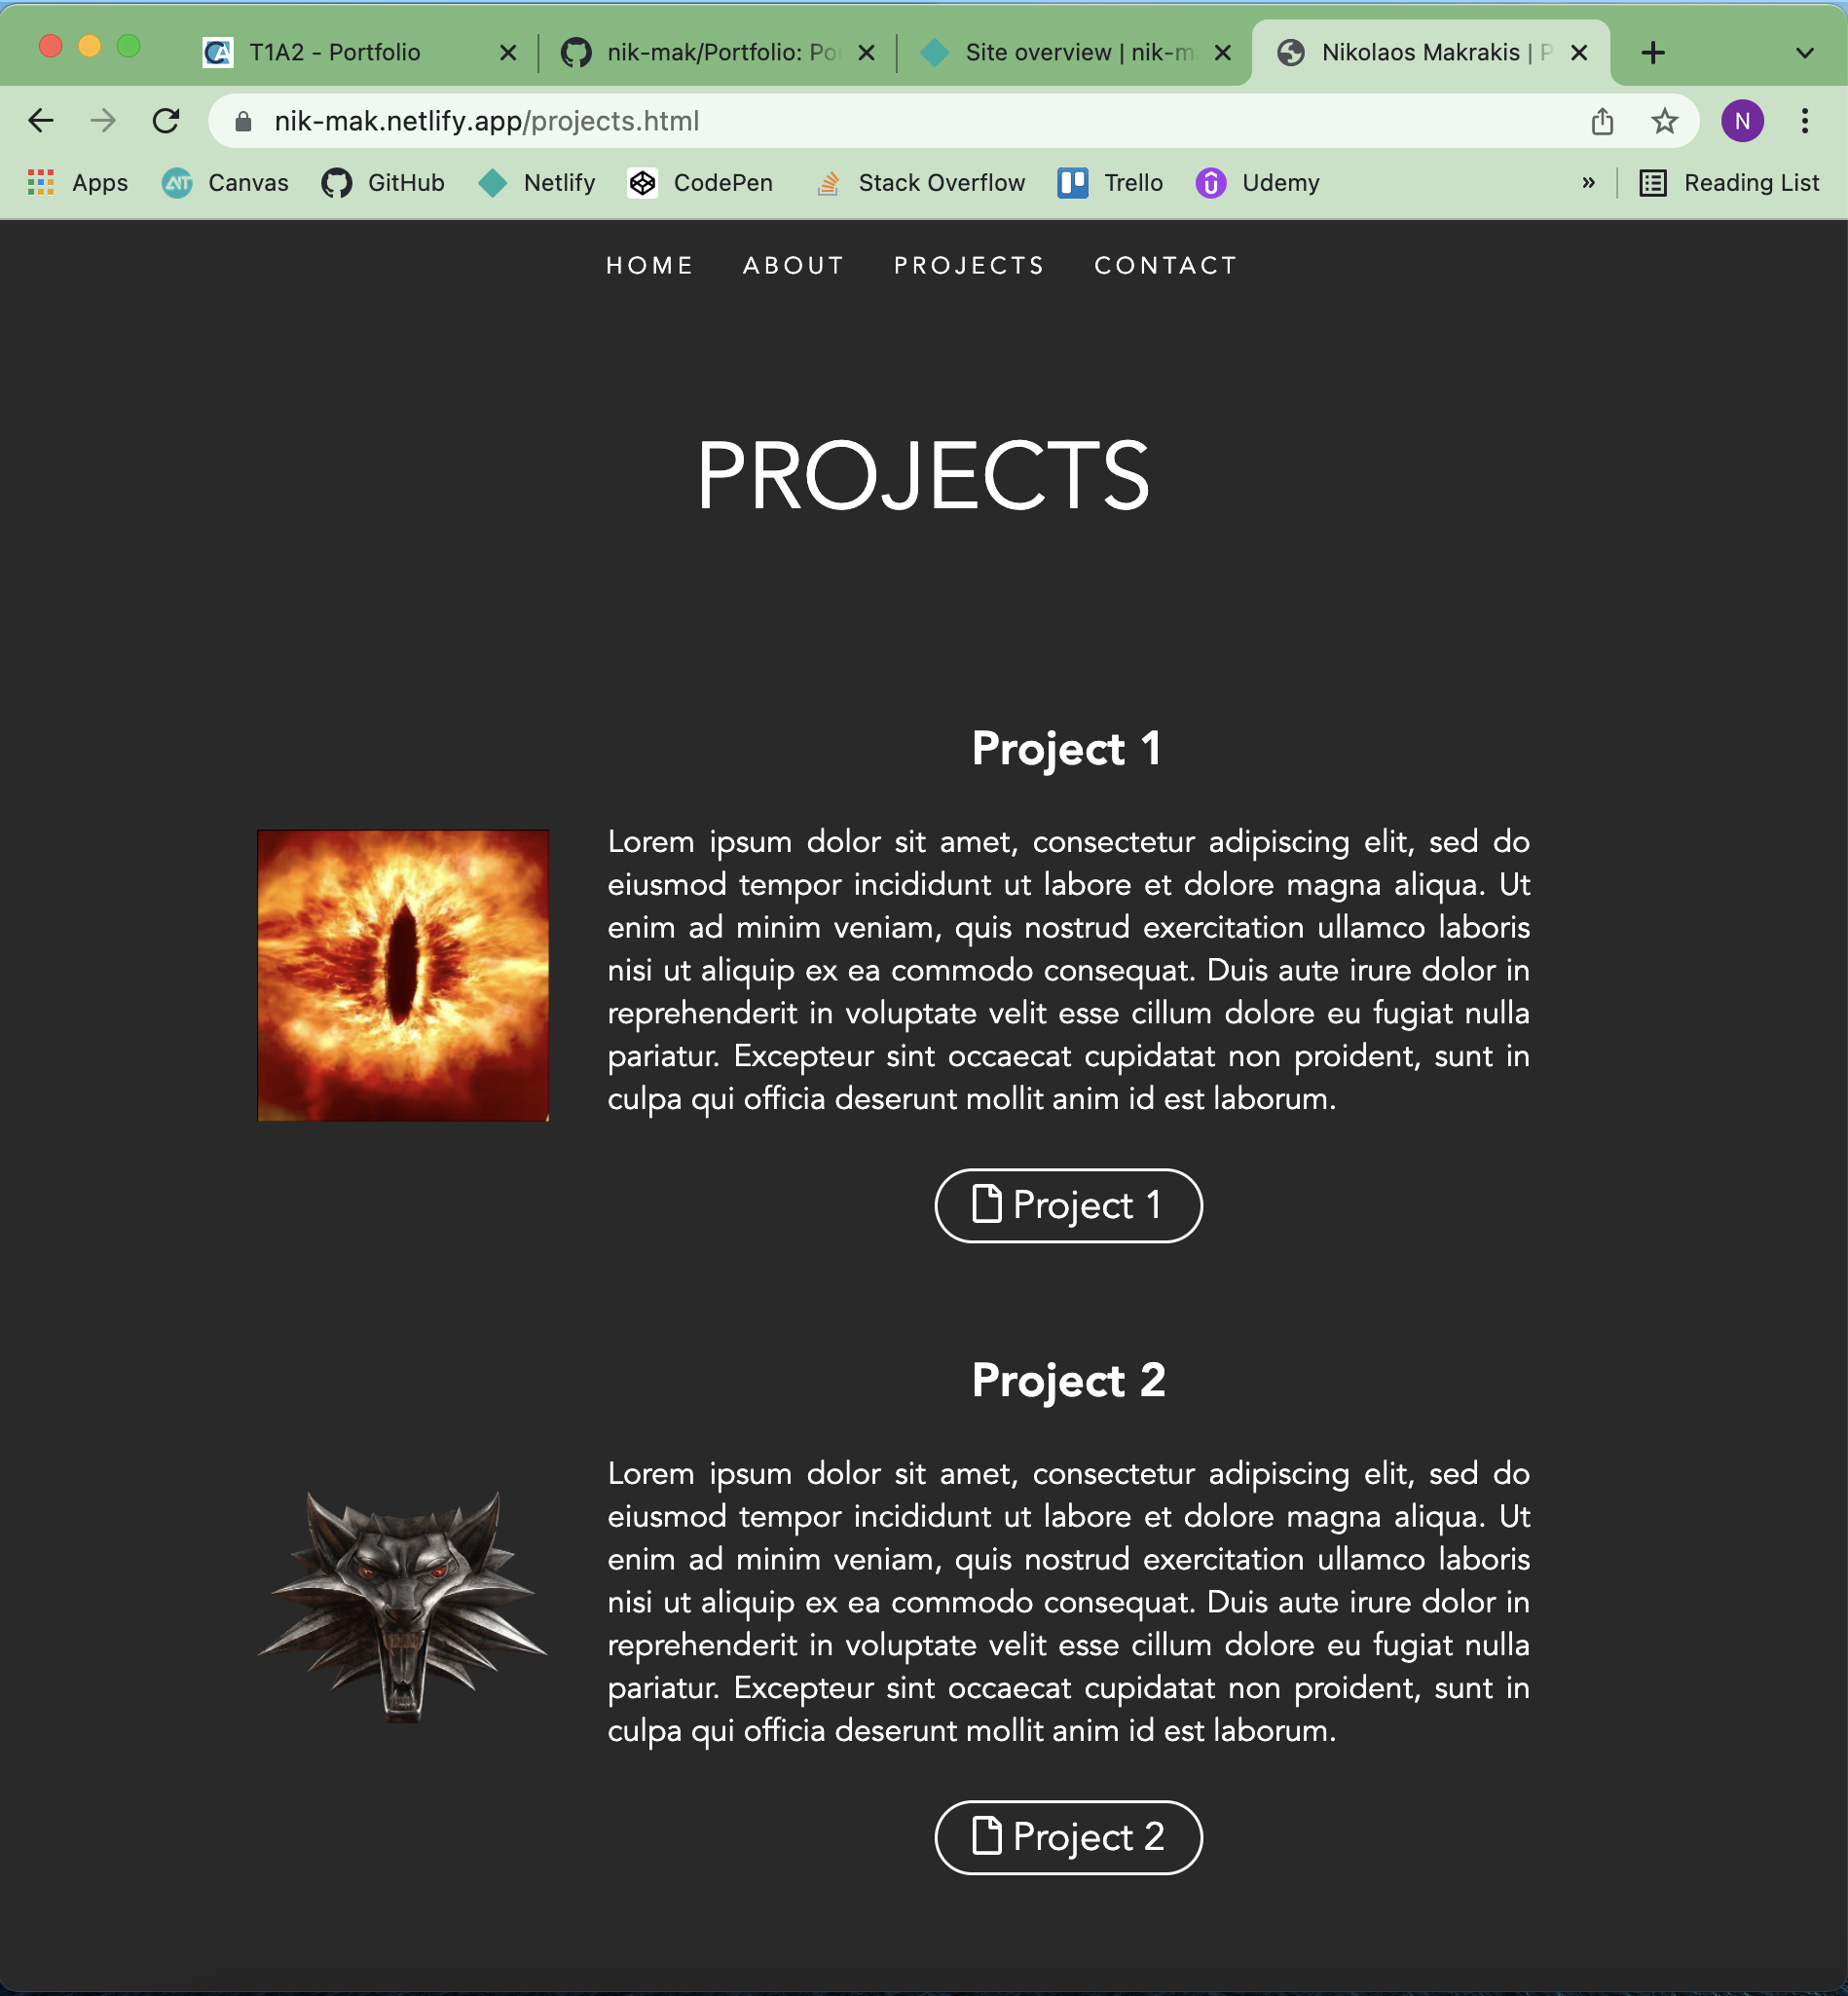 T1A2 - Portfolio
nik-mak/Portfolio: Po
Site overview | nik-m
Nikolaos Makrakis | P
nik-mak.netlify.app/projects.html
N
Apps
Canvas
GitHub
Netlify
CodePen
Stack Overflow
Trello
Udemy
»
Reading List
HOME ABOUT PROJECTS CONTACT
PROJECTS
Project 1
Lorem ipsum dolor sit amet, consectetur adipiscing elit, sed do
eiusmod tempor incididunt ut labore et dolore magna aliqua. Ut
enim ad minim veniam, quis nostrud exercitation ullamco laboris
nisi ut aliquip ex ea commodo consequat. Duis aute irure dolor in
reprehenderit in voluptate velit esse cillum dolore eu fugiat nulla
pariatur. Excepteur sint occaecat cupidatat non proident, sunt in
culpa qui officia deserunt mollit anim id est laborum.
Project 1
Project 2
Lorem ipsum dolor sit amet, consectetur adipiscing elit, sed do
eiusmod tempor incididunt ut labore et dolore magna aliqua. Ut
enim ad minim veniam, quis nostrud exercitation ullamco laboris
nisi ut aliquip ex ea commodo consequat. Duis aute irure dolor in
reprehenderit in voluptate velit esse cillum dolore eu fugiat nulla
pariatur. Excepteur sint occaecat cupidatat non proident, sunt in
culpa qui officia deserunt mollit anim id est laborum.
Project 2